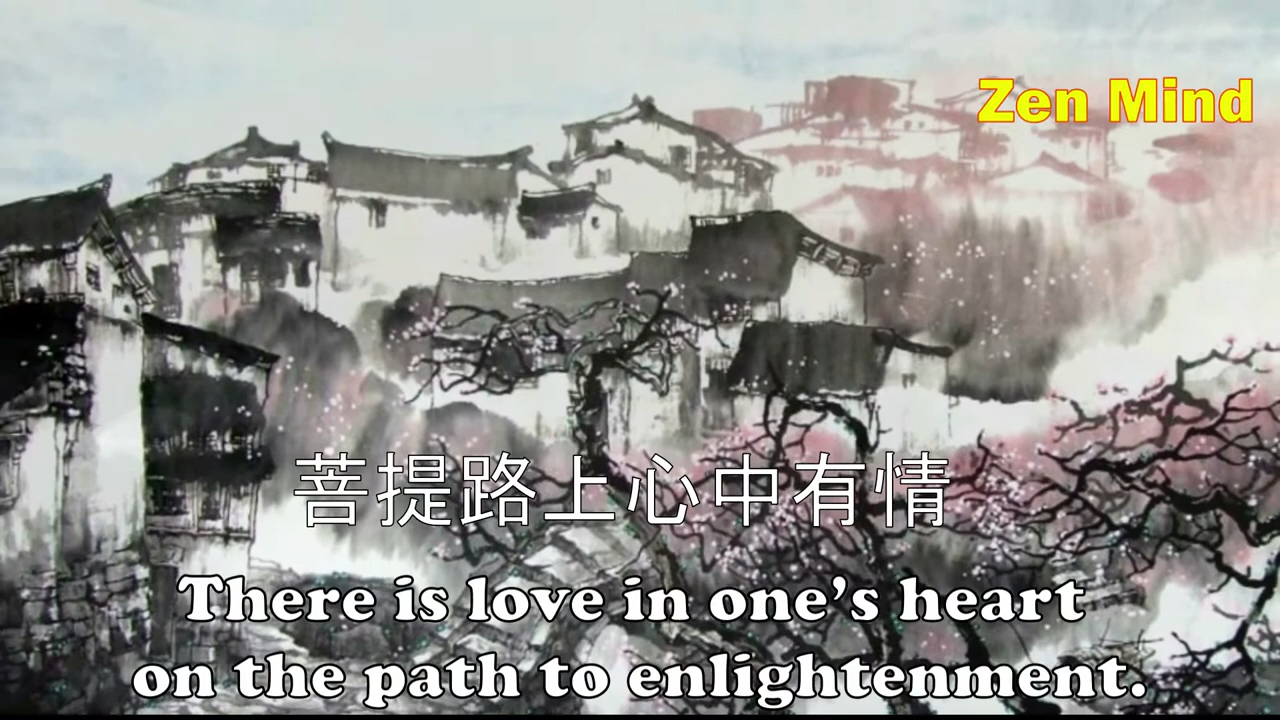 Zen Mind
菩提路上心中有情
There is love in one’s heart
on the path to enlightenment.